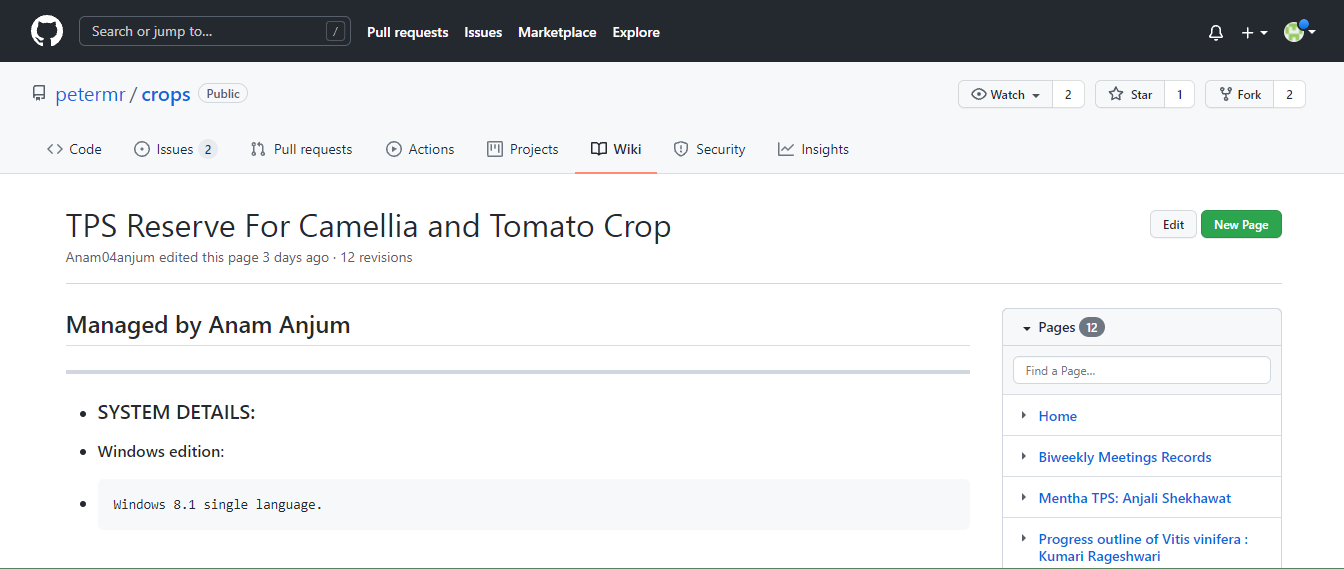 Search or jump to... /
Pull requests Issues Marketplace Explore
petermr / crops Public
Watch 2 Star 1 Fork 2
Code Issues 2 Pull requests Actions Projects Wiki Security Insights
TPS Reserve For Camellia and Tomato Crop
Edit New Page
Anam04anjum edited this page 3 days ago · 12 revisions
Managed by Anam Anjum
• SYSTEM DETAILS:
• Windows edition:
• Windows 8.1 single language.
Pages 12
Find a Page...
Home
Biweekly Meetings Records
Mentha TPS: Anjali Shekhawat
Progress outline of Vitis vinifera :
Kumari Rageshwari